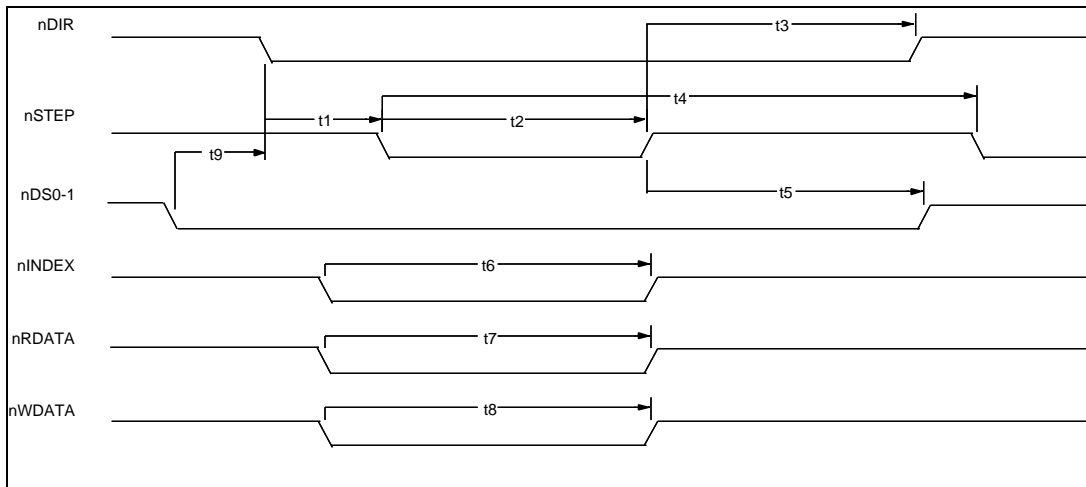 nDIR
t3
t4
nSTEP
t1
t2
t9
nDS0-1
t5
nINDEX
t6
nRDATA
t7
nWDATA
t8